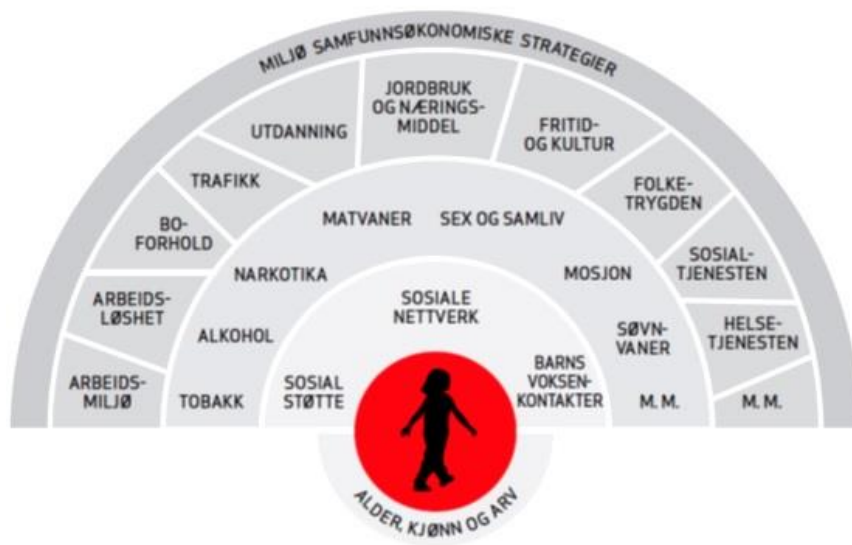 MILJØ SAMFUNNSØKONOMISKE STRATEGIER
ARBEIDS-
MILJØ
ARBEIDS-
LØSHET
BO-
FORHOLD
TRAFIKK
UTDANNING
JORDBRUK
OG NÆRINGS-
MIDDEL
FRITID-
OG KULTUR
FOLKE-
TRYGDEN
SOSIAL-
TJENESTEN
HELSE-
TJENESTEN
M. M.
TOBAKK
ALKOHOL
NARKOTIKA
MATVANER
SEX OG SAMLIV
MOSJON
SØVN-
VANER
M. M.
SOSIAL
STØTTE
SOSIALE
NETTVERK
BARNS
VOKSEN-
KONTAKTER
ALDER, KJØNN OG ARV